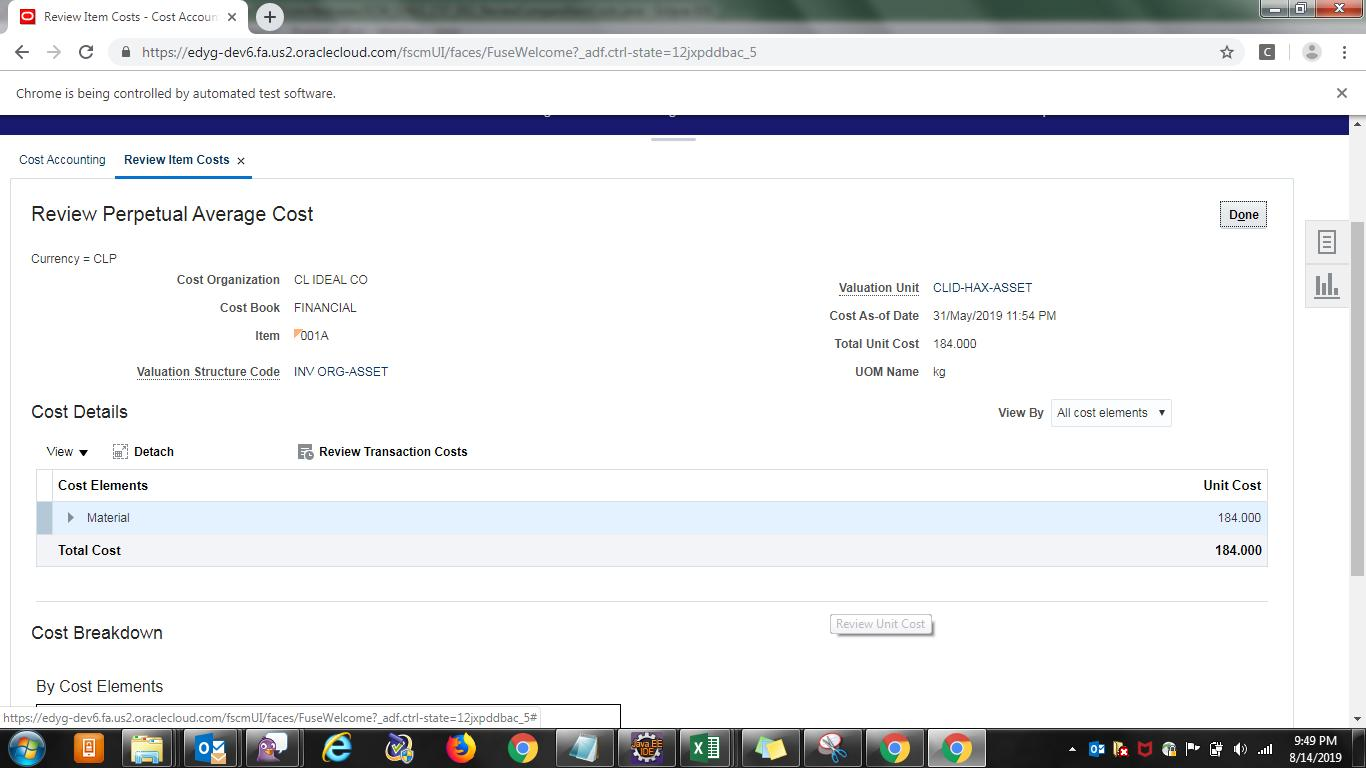 Review Item Costs - Cost Accoun
https://edyg-dev6.fa.us2.oraclecloud.com/fscmUI/faces/FuseWelcome?_adf.ctrl-state=12jxpddbac_5
C
Chrome is being controlled by automated test software.
Cost Accounting Review Item Costs
Review Perpetual Average Cost
Done
Currency = CLP
Cost Organization CL IDEAL CO
Valuation Unit CLID-HAX-ASSET
Cost Book FINANCIAL
Cost As-of Date 31/May/2019 11:54 PM
Item 001A
Total Unit Cost 184.000
Valuation Structure Code INV ORG-ASSET
UOM Name kg
Cost Details
View By All cost elements
View Detach Review Transaction Costs
Cost Elements Unit Cost
Material 184.000
Total Cost 184.000
Review Unit Cost
Cost Breakdown
By Cost Elements
https://edyg-dev6.fa.us2.oraclecloud.com/fscmUI/faces/FuseWelcome?_adf.ctrl-state=12jxpddbac_5#
Java EE
IDE
9:49 PM
8/14/2019